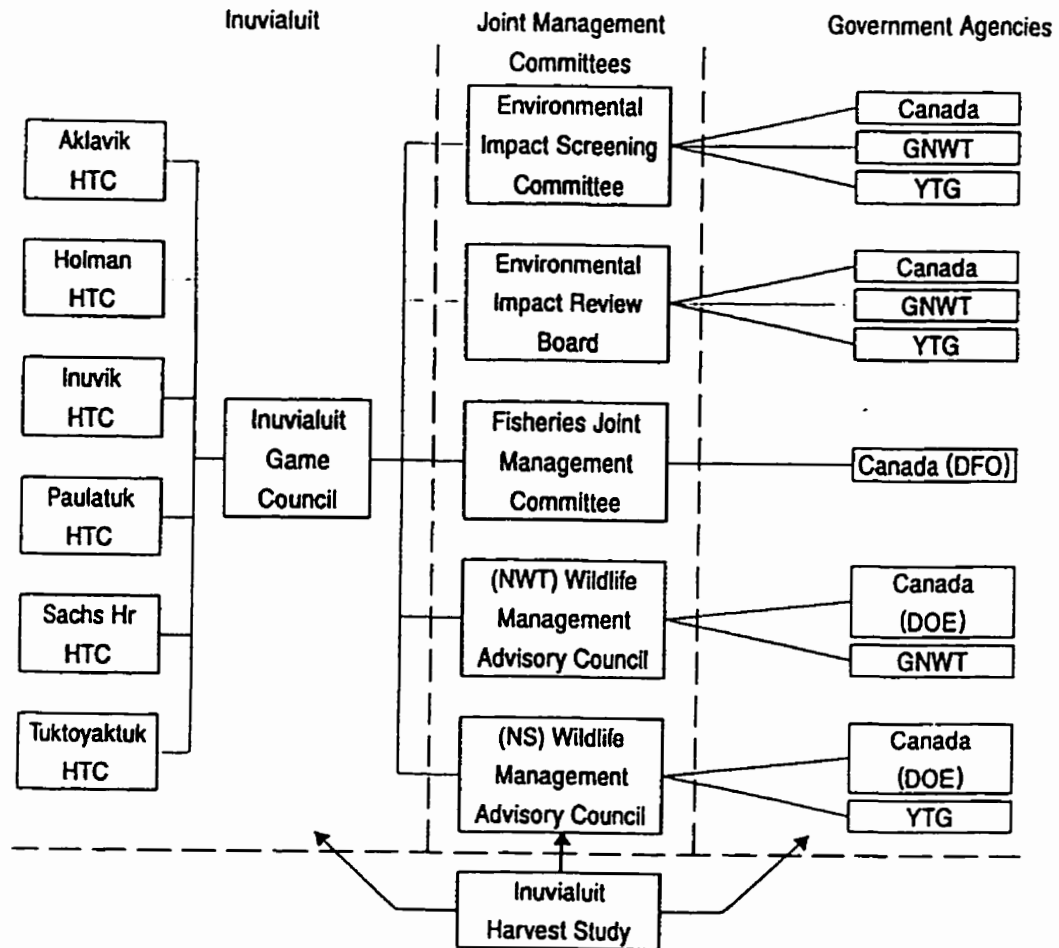 Inuvialuit
Joint Management
Committees
Government Agencies
Aklavik
HTC
Holman
HTC
Inuvik
HTC
Paulatuk
HTC
Sachs Hr
HTC
Tuktoyaktuk
HTC
Inuvialuit
Game
Council
Environmental
Impact Screening
Committee
Environmental
Impact Review
Board
Fisheries Joint
Management
Committee
(NWT) Wildlife
Management
Advisory Council
(NS) Wildlife
Management
Advisory Council
Canada
GNWT
YTG
Canada
GNWT
YTG
Canada (DFO)
Canada
(DOE)
GNWT
Canada
(DOE)
YTG
Inuvialuit
Harvest Study